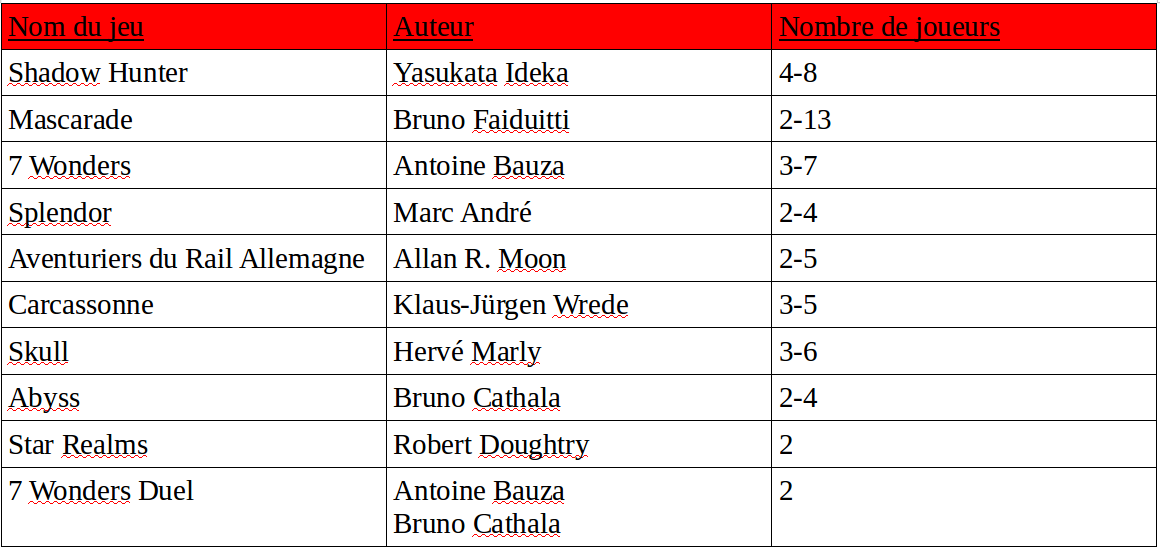 Nom du jeu Auteur Nombre de joueurs
Shadow Hunter Yasukata Ideka 4-8
Mascarade Bruno Faiduitti 2-13
7 Wonders Antoine Bauza 3-7
Splendor Marc André 2-4
Aventuriers du Rail Allemagne Allan R. Moon 2-5
Carcassonne Klaus-Jürgen Wrede 3-5
Skull Hervé Marly 3-6
Abyss Bruno Cathala 2-4
Star Realms Robert Doughtry 2
7 Wonders Duel Antoine Bauza 2
Bruno Cathala